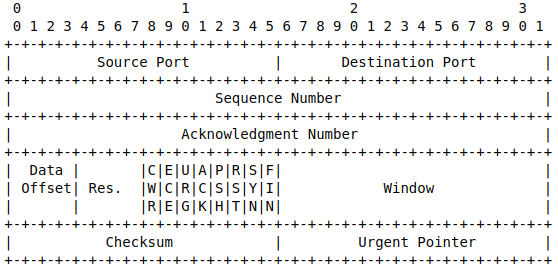 0                   1                   2                   3
 0 1 2 3 4 5 6 7 8 9 0 1 2 3 4 5 6 7 8 9 0 1 2 3 4 5 6 7 8 9 0 1
+-+-+-+-+-+-+-+-+-+-+-+-+-+-+-+-+-+-+-+-+-+-+-+-+-+-+-+-+-+-+-+-+
|          Source Port          |       Destination Port        |
+-+-+-+-+-+-+-+-+-+-+-+-+-+-+-+-+-+-+-+-+-+-+-+-+-+-+-+-+-+-+-+-+
|                        Sequence Number                        |
+-+-+-+-+-+-+-+-+-+-+-+-+-+-+-+-+-+-+-+-+-+-+-+-+-+-+-+-+-+-+-+-+
|                    Acknowledgment Number                      |
+-+-+-+-+-+-+-+-+-+-+-+-+-+-+-+-+-+-+-+-+-+-+-+-+-+-+-+-+-+-+-+-+
|  Data |       |C|E|U|A|P|R|S|F|                               |
| Offset| Res.  |W|C|R|C|S|S|Y|I|            Window             |
|       |       |R|E|G|K|H|T|N|N|                               |
+-+-+-+-+-+-+-+-+-+-+-+-+-+-+-+-+-+-+-+-+-+-+-+-+-+-+-+-+-+-+-+-+
|           Checksum            |         Urgent Pointer        |
+-+-+-+-+-+-+-+-+-+-+-+-+-+-+-+-+-+-+-+-+-+-+-+-+-+-+-+-+-+-+-+-+